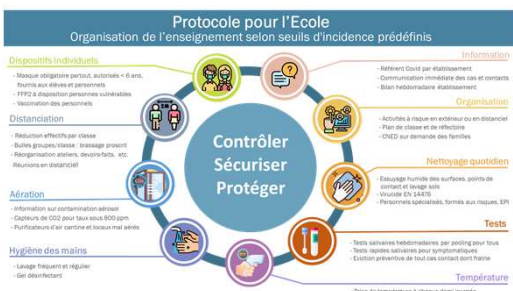 Protocole pour l'Ecole
Organisation de l'enseignement selon seuils d'incidence prédéfinis
Dispositifs individuels
- Masque obligatoire partout, autorisés < 6 ans,
fournis aux élèves et personnels
- FFP2 à disposition personnes vulnérables
- Vaccination des personnels
Distanciation
- Réduction effectifs par classe
- Bulles groupes/classe : brassage proscrit
- Réorganisation ateliers, devoirs-faits, etc.
Réunions en distanciel
Aération
- Information sur contamination aérosol
- Capteurs de CO2 pour taux sous 800 ppm
- Purificateurs d'air cantine et locaux mal aérés
Hygiène des mains
- Lavage fréquent et régulier
- Gel désinfectant
2M
Contrôler
Sécuriser
Protéger
Information
- Référent Covid par établissement
- Communication immédiate des cas et contacts
- Bilan hebdomadaire établissement
Organisation
- Activités à risque en extérieur ou en distanciel
- Plan de classe et de réfectoire
- CNED sur demande des familles
Nettoyage quotidien
- Essuyage humide des surfaces, points de
contact et lavage sols
- Virucide EN 14476
- Personnels spécialisés, formés aux risques, EPI
Tests
- Tests salivaires hebdomadaires par pooling pour tous
- Tests rapides salivaires pour symptomatiques
- Eviction préventive de tout cas contact dont fratrie
Température